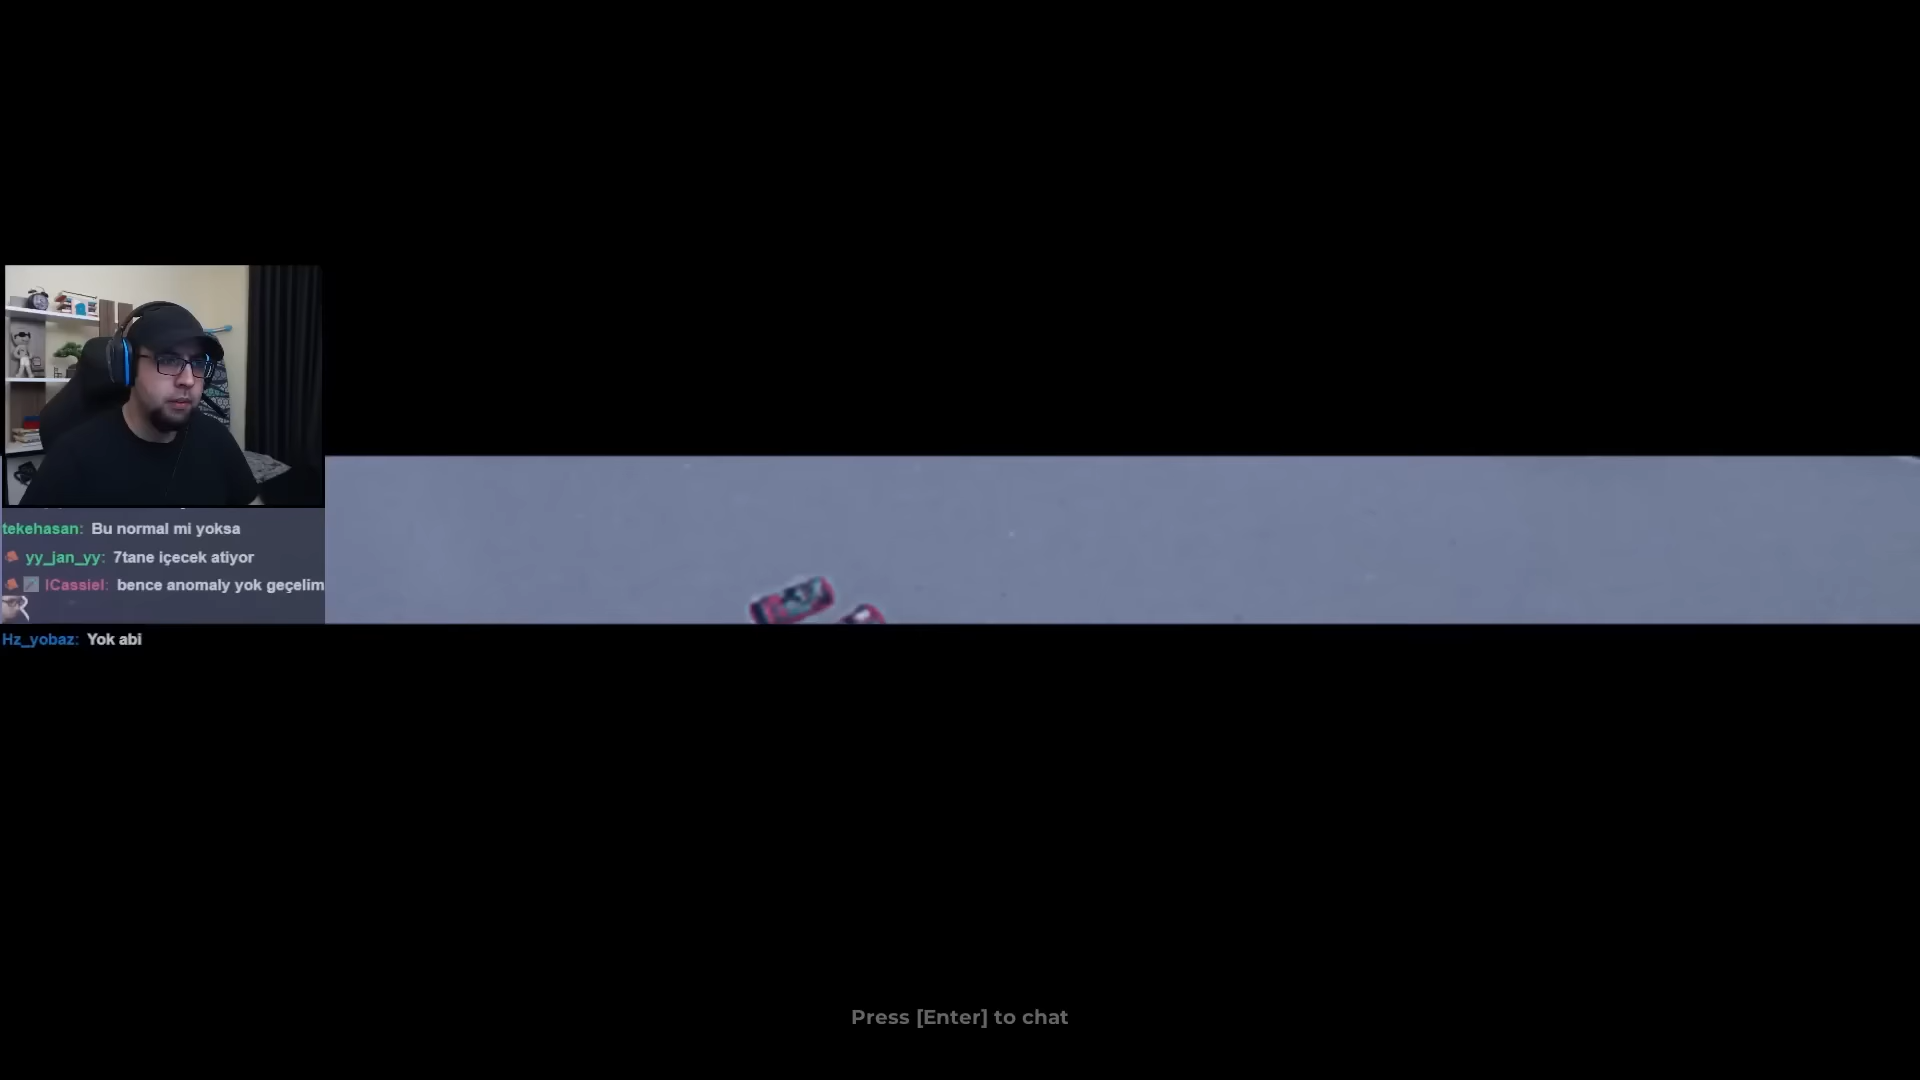 tekehasan: Bu normal mi yoksa
yy_jan_yy: 7tane içecek atiyor
ICassiel: bence anomaly yok geçelim
Hz_yobaz: Yok abi
Press [Enter] to chat